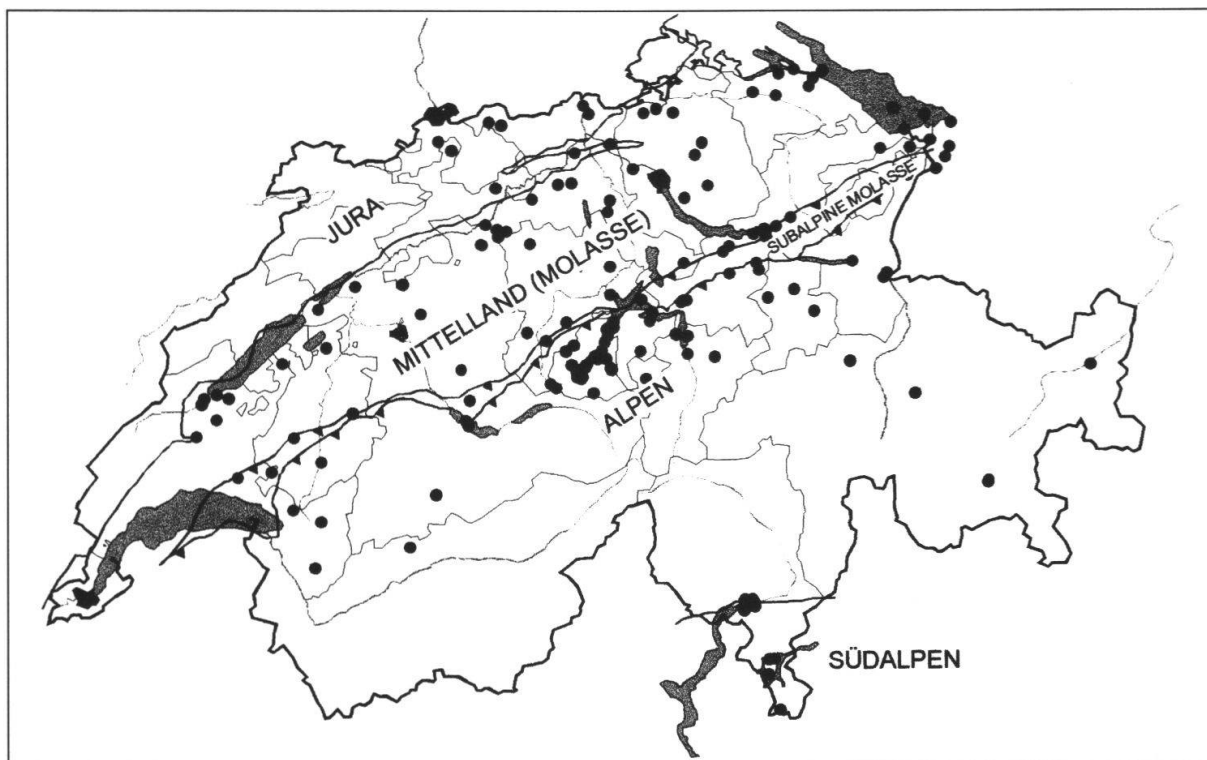 SUBALPINE MOLASSE
JURA
MITTELLAND (MOLASSE)
ALPEN
SÜDALPEN